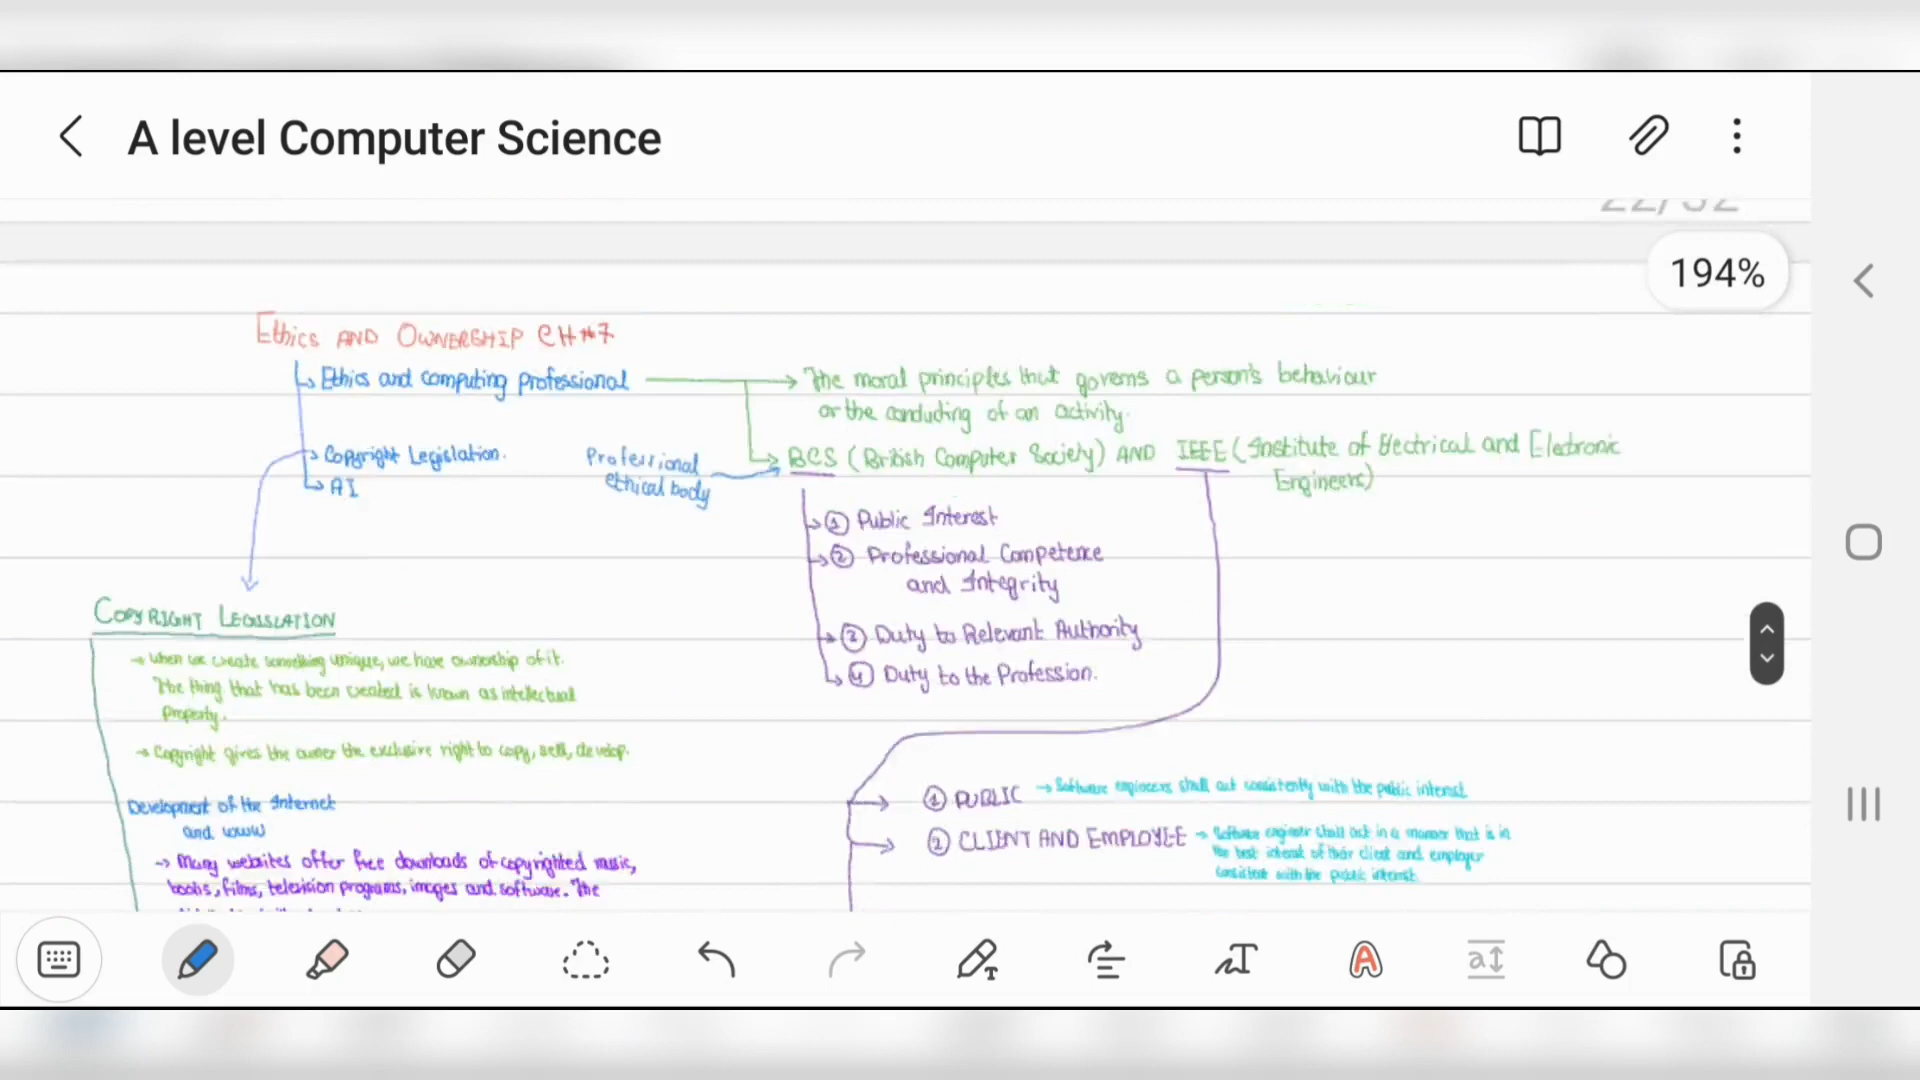 A level Computer Science
22/32
194%
Ethics AND OWNERSHIP CH#7
Ethics and computing professional
The moral principles that governs a person's behaviour
or the conducting of an activity.
Copyright Legislation.
AI
Professional
ethical body
BCS (British Computer Society) AND IEEE (Institute of Electrical and Electronic
Engineers)
① Public Interest
② Professional Competence
and Integrity
③ Duty to Relevant Authority
④ Duty to the Profession.
COPYRIGHT LEGISLATION
→ When we create something unique, we have ownership of it.
The thing that has been created is known as intellectual
property.
→ Copyright gives the owner the exclusive right to copy, sell, develop.
Development of the Internet
and WWW
→ Many websites offer free downloads of copyrighted music,
books, films, television programs, images and software. The
① PUBLIC → Software engineers shall act consistently with the public interest
② CLIENT AND EMPLOYEE → Software engineer shall act in a manner that is in
the best interest of their client and employer
consistent with the public interest.